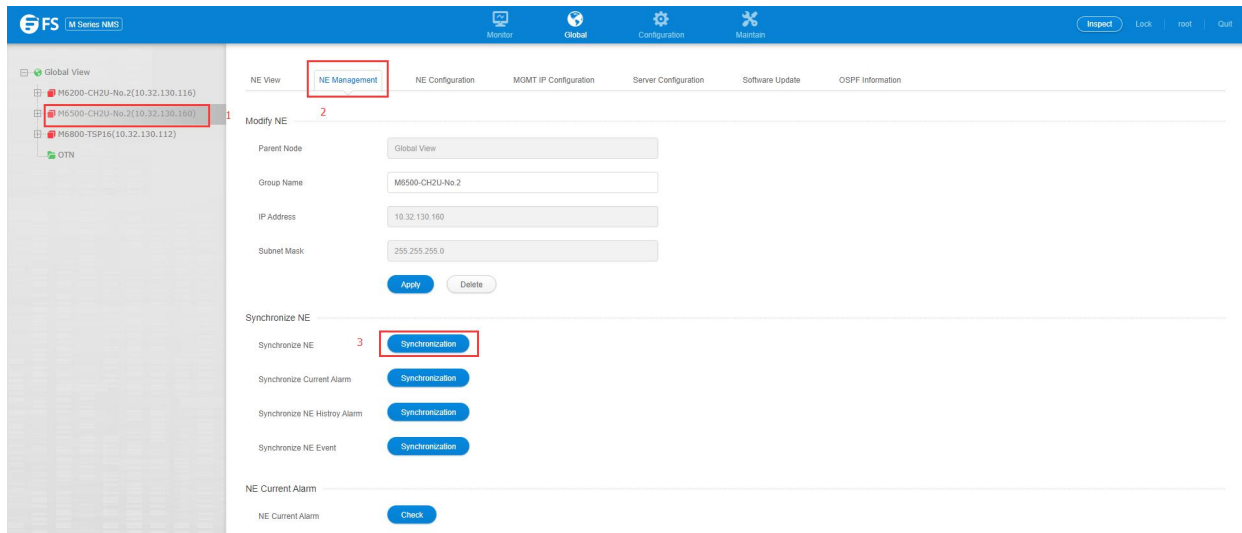 FS M Series NMS Monitor Global Configuration Maintain Inspect Lock root Quit
Global View
M6200-CH2U-No.2(10.32.130.116)
M6500-CH2U-No.2(10.32.130.160) 1
M6800-TSP16(10.32.130.112)
OTN
NE View NE Management NE Configuration MGMT IP Configuration Server Configuration Software Update OSPF Information
2
Modify NE
Parent Node Global View
Group Name M6500-CH2U-No.2
IP Address 10.32.130.160
Subnet Mask 255.255.255.0
Apply Delete
Synchronize NE
Synchronize NE 3 Synchronization
Synchronize Current Alarm Synchronization
Synchronize NE Histroy Alarm Synchronization
Synchronize NE Event Synchronization
NE Current Alarm
NE Current Alarm Check